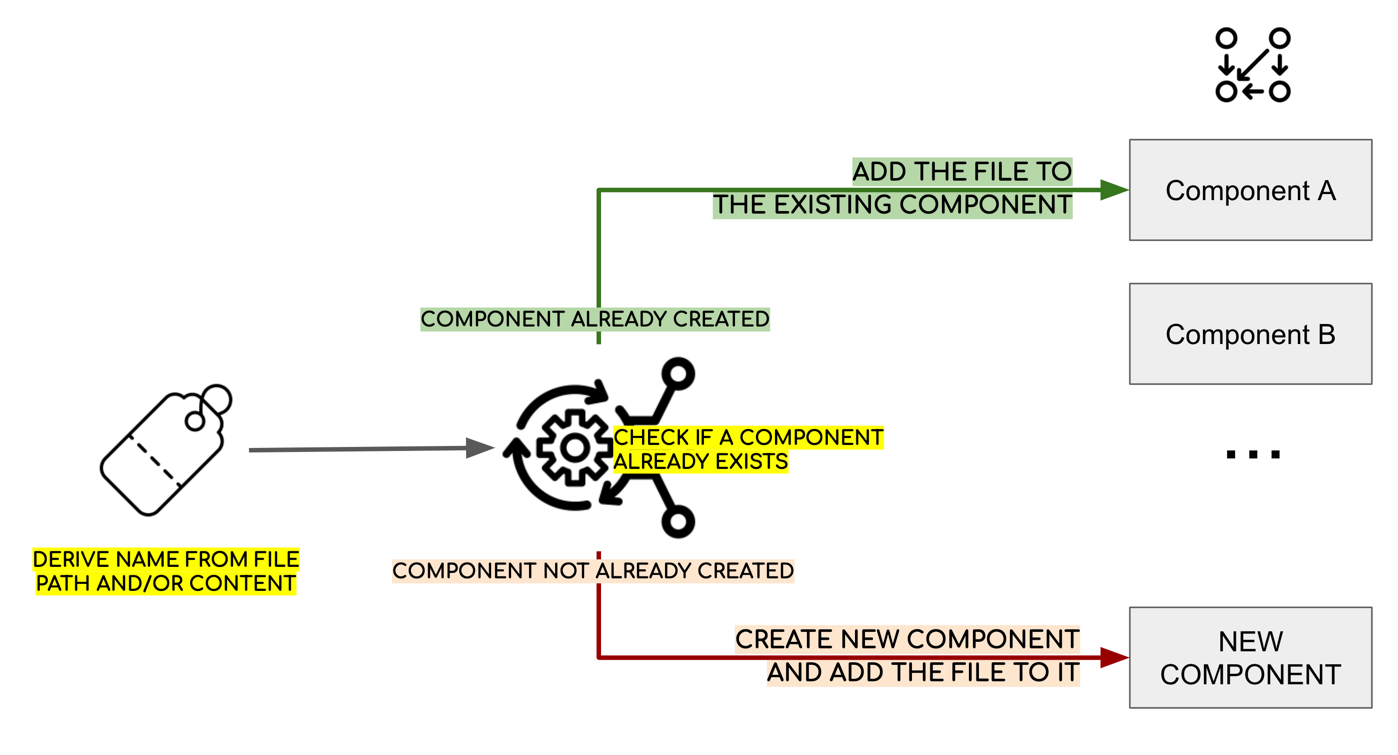 ADD THE FILE TO
THE EXISTING COMPONENT
Component A
COMPONENT ALREADY CREATED
Component B
CHECK IF A COMPONENT
ALREADY EXISTS
...
DERIVE NAME FROM FILE
PATH AND/OR CONTENT
COMPONENT NOT ALREADY CREATED
CREATE NEW COMPONENT
AND ADD THE FILE TO IT
NEW
COMPONENT